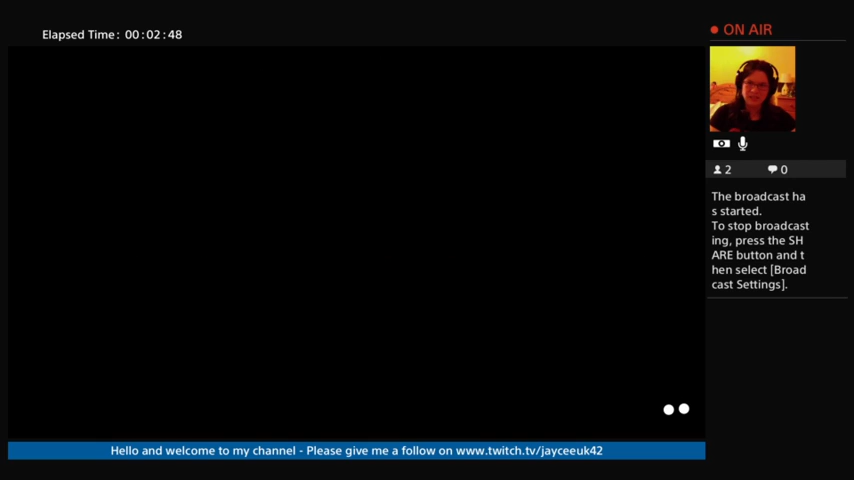 Elapsed Time: 00:02:48
ON AIR
2 0
The broadcast ha
s started.
To stop broadcast
ing, press the SH
ARE button and t
hen select [Broad
cast Settings].
Hello and welcome to my channel - Please give me a follow on www.twitch.tv/jayceeuk42